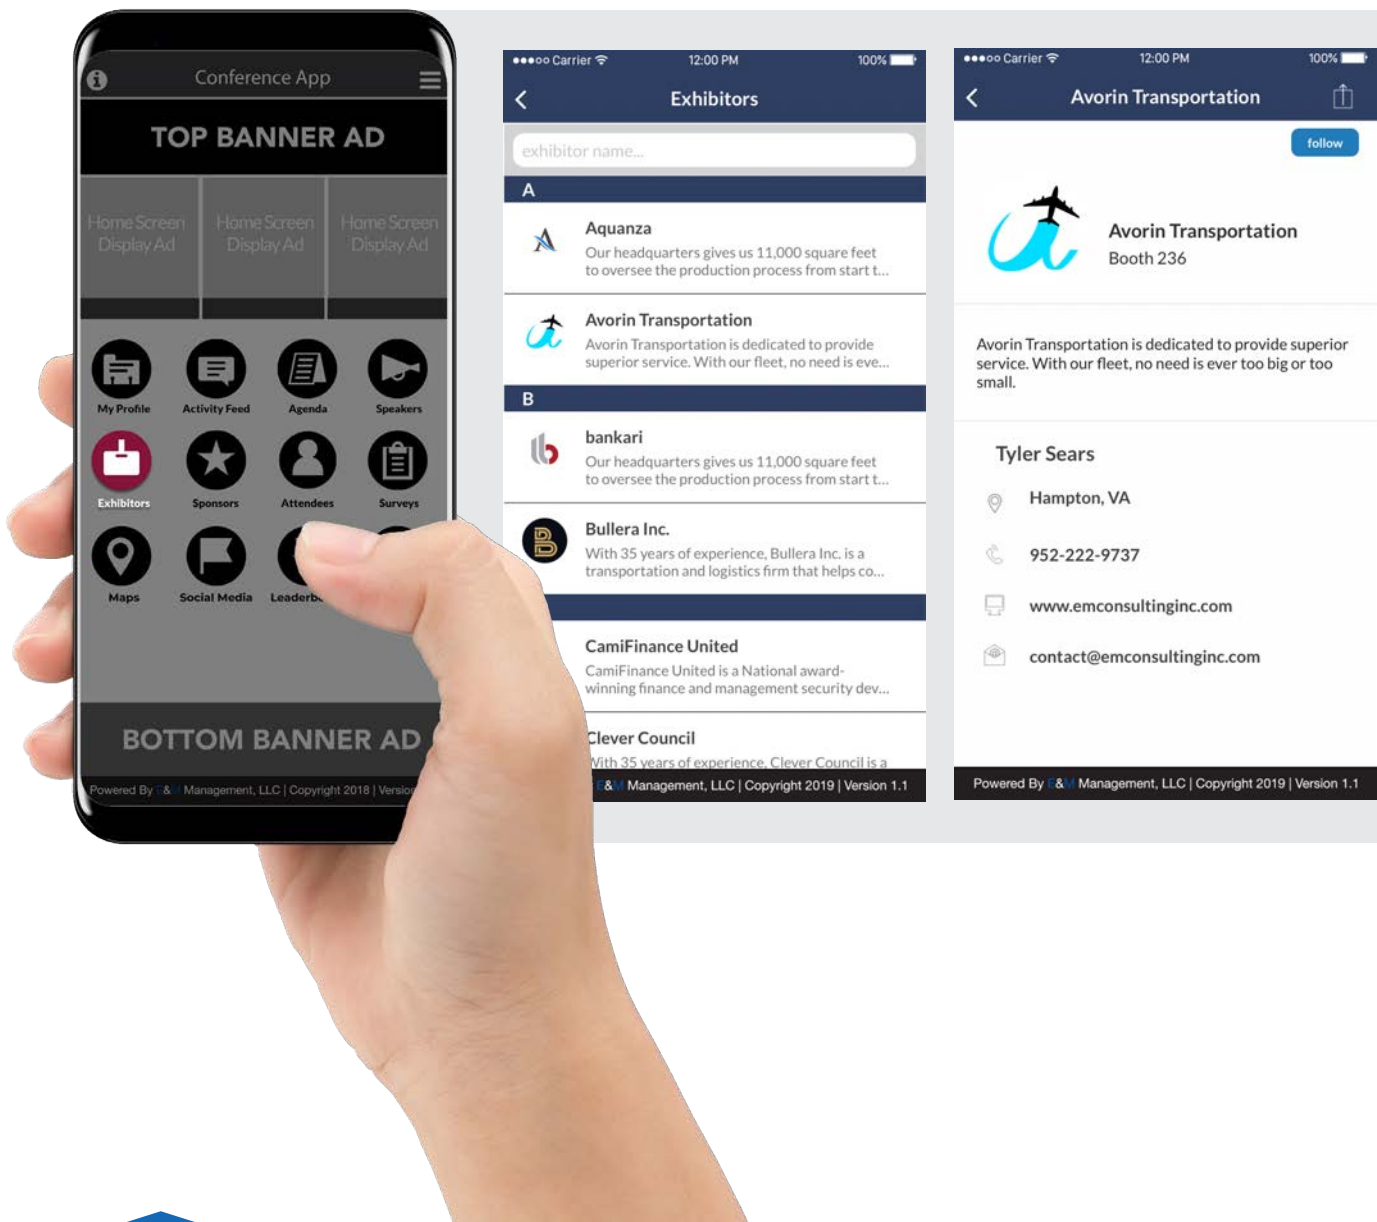 Conference App
TOP BANNER AD
Home Screen
Display Ad
Home Screen
Display Ad
Home Screen
Display Ad
My Profile
Activity Feed
Agenda
Speakers
Exhibitors
Sponsors
Attendees
Surveys
Maps
Social Media
BOTTOM BANNER AD
Powered By E&M Management, LLC | Copyright 2018 | Version
Carrier 12:00 PM 100%
Exhibitors
exhibitor name...
A
Aquanza
Our headquarters gives us 11,000 square feet
to oversee the production process from start t...
Avorin Transportation
Avorin Transportation is dedicated to provide
superior service. With our fleet, no need is eve...
B
bankari
Our headquarters gives us 11,000 square feet
to oversee the production process from start t...
Bullera Inc.
With 35 years of experience, Bullera Inc. is a
transportation and logistics firm that helps co...
CamiFinance United
CamiFinance United is a National award-
winning finance and management security dev...
Clever Council
With 35 years of experience, Clever Council is a
E&M Management, LLC | Copyright 2019 | Version 1.1
Carrier 12:00 PM 100%
Avorin Transportation
follow
Avorin Transportation
Booth 236
Avorin Transportation is dedicated to provide superior
service. With our fleet, no need is ever too big or too
small.
Tyler Sears
Hampton, VA
952-222-9737
www.emconsultinginc.com
contact@emconsultinginc.com
Powered By E&M Management, LLC | Copyright 2019 | Version 1.1